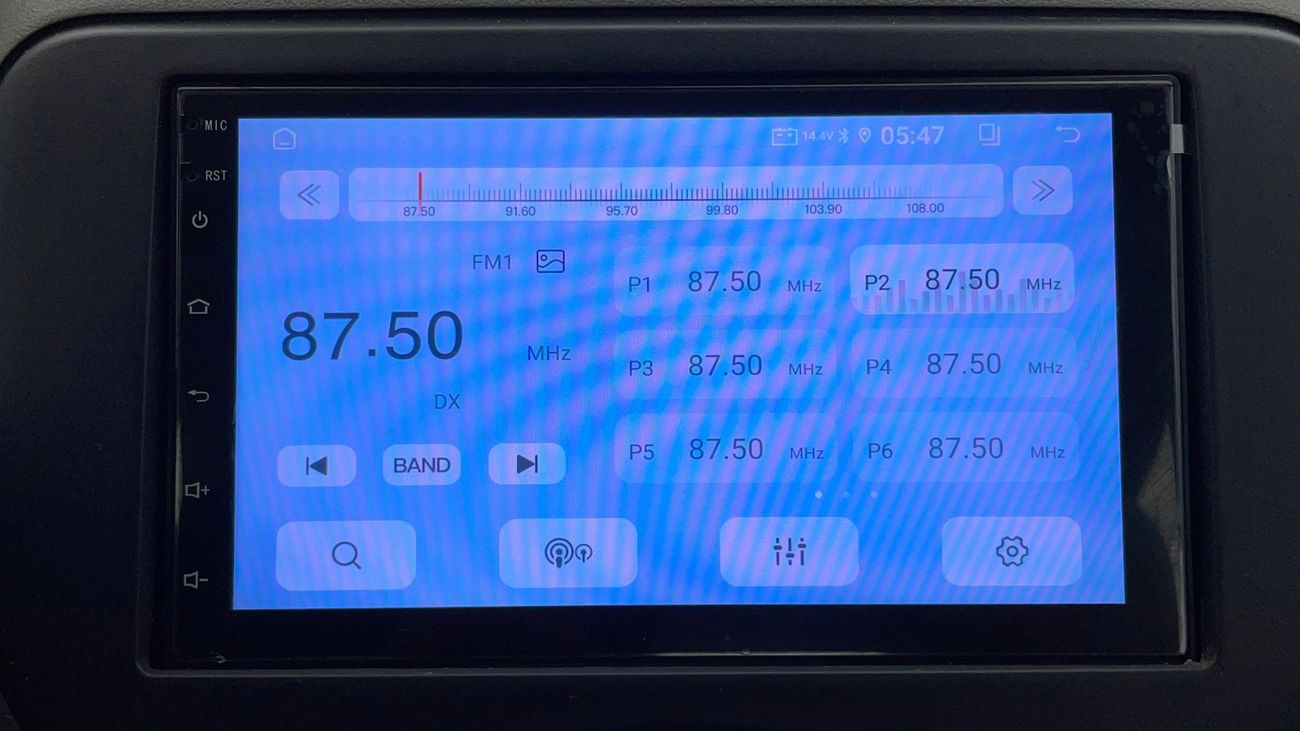 MIC
RST
14.4V 05:47
87.50 91.60 95.70 99.80 103.90 108.00
FM1
87.50 MHz
DX
BAND
P1 87.50 MHz
P2 87.50 MHz
P3 87.50 MHz
P4 87.50 MHz
P5 87.50 MHz
P6 87.50 MHz